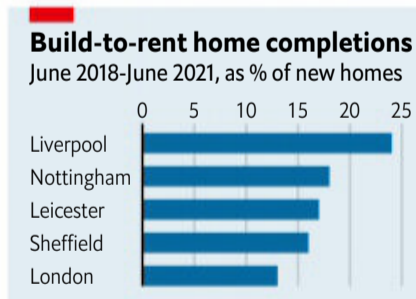 Build-to-rent home completions
June 2018-June 2021, as % of new homes
0 5 10 15 20 25
Liverpool
Nottingham
Leicester
Sheffield
London